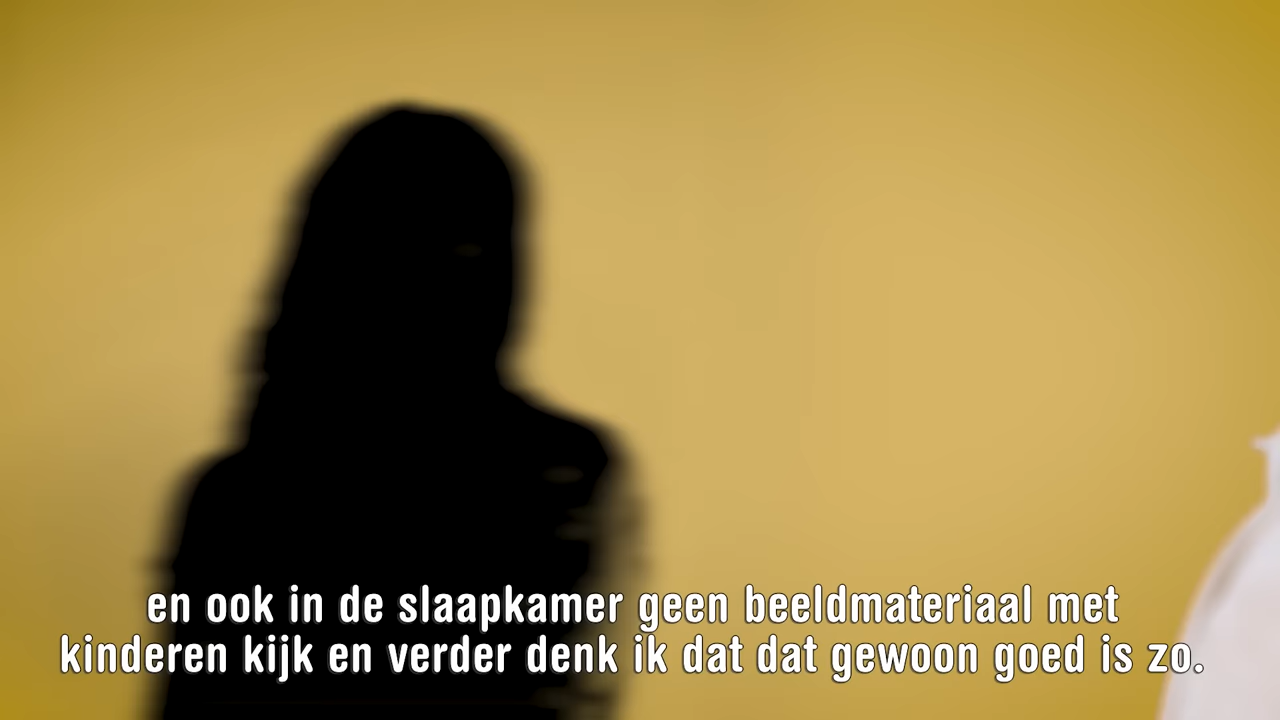 en ook in de slaapkamer geen beeldmateriaal met
kinderen kijk en verder denk ik dat dat gewoon goed is zo.